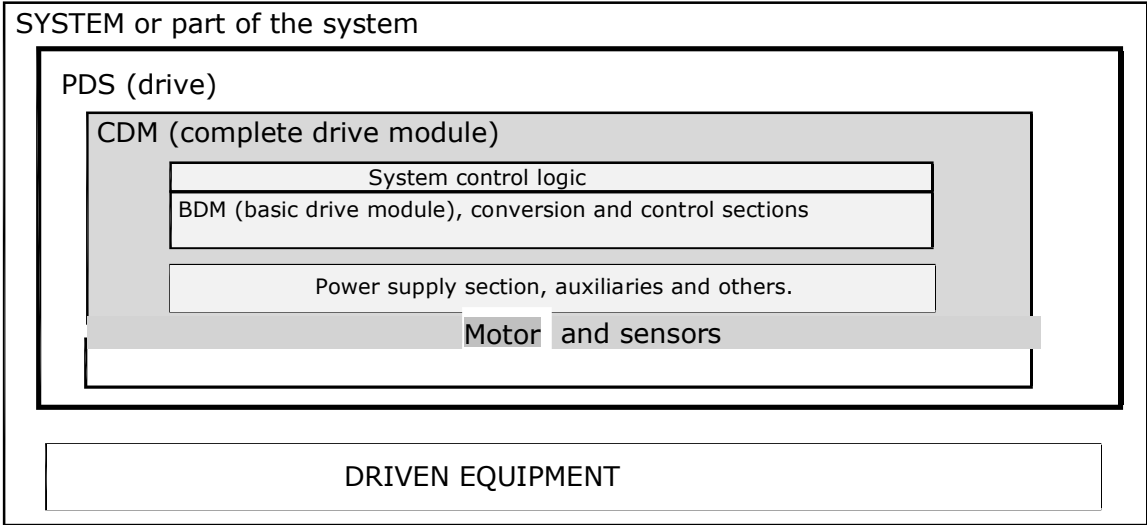 SYSTEM or part of the system
PDS (drive)
CDM (complete drive module)
System control logic
BDM (basic drive module), conversion and control sections
Power supply section, auxiliaries and others.
Motor and sensors
DRIVEN EQUIPMENT